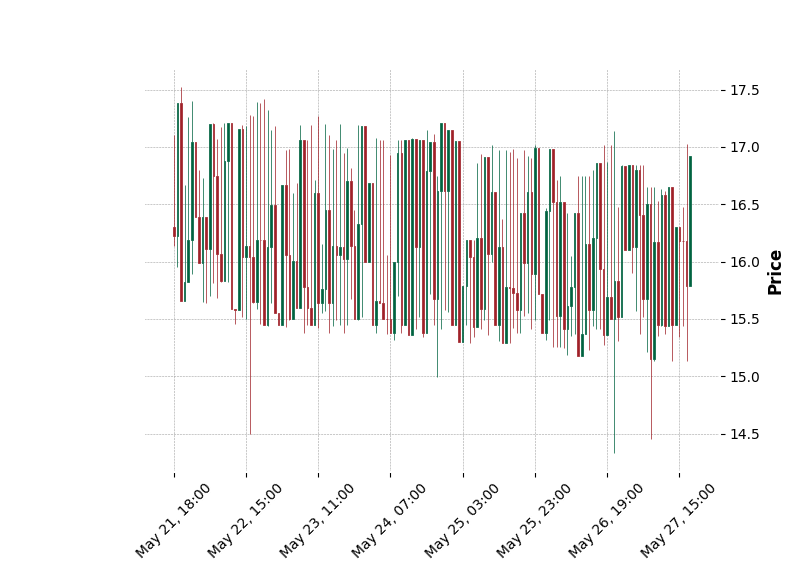 17.5
17.0
16.5
16.0
15.5
15.0
14.5
Price
May 21, 18:00
May 22, 15:00
May 23, 11:00
May 24, 07:00
May 25, 03:00
May 25, 23:00
May 26, 19:00
May 27, 15:00